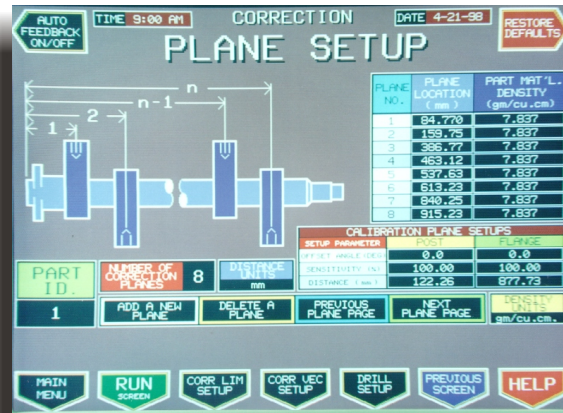 AUTO FEEDBACK ON/OFF
TIME 9:00 AM
CORRECTION
DATE 4-21-98
RESTORE DEFAULTS
PLANE SETUP
n
n-1
2
1
PLANE NO. PLANE LOCATION (mm) PART MAT'L. DENSITY (gm/cu.cm)
1 84.770 7.837
2 159.75 7.837
3 386.77 7.837
4 463.12 7.837
5 537.63 7.837
6 613.23 7.837
7 840.25 7.837
8 915.23 7.837
CALIBRATION PLANE SETUPS
SETUP PARAMETER POST FLANGE
OFFSET ANGLE (DEG) 0.0 0.0
SENSITIVITY (%) 100.00 100.00
DISTANCE (mm) 122.26 877.73
PART ID.
1
NUMBER OF CORRECTION PLANES 8
DISTANCE UNITS
mm
DENSITY UNITS
gm/cu.cm.
ADD A NEW PLANE
DELETE A PLANE
PREVIOUS PLANE PAGE
NEXT PLANE PAGE
MAIN MENU
RUN SCREEN
CORR LIM SETUP
CORR VEC SETUP
DRILL SETUP
PREVIOUS SCREEN
HELP